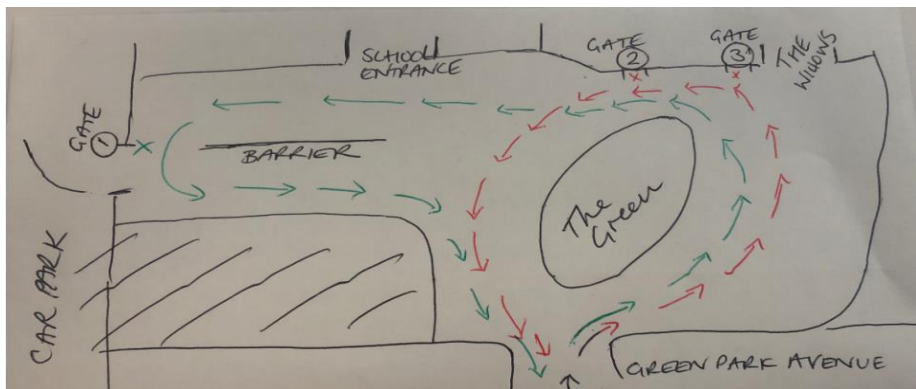 SCHOOL
ENTRANCE
GATE
2
GATE
3
THE
WILLOWS
GATE
1
BARRIER
The
Green
CAR PARK
GREEN PARK AVENUE